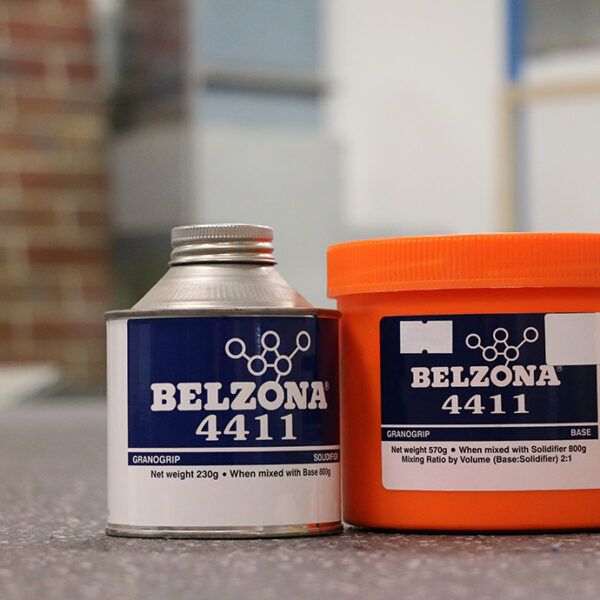 BELZONA®
4411
GRANOGRIP SOLIDIFIER
Net weight 230g • When mixed with Base 800g
BELZONA®
4411
GRANOGRIP BASE
Net weight 570g • When mixed with Solidifier 800g
Mixing Ratio by Volume (Base:Solidifier) 2:1